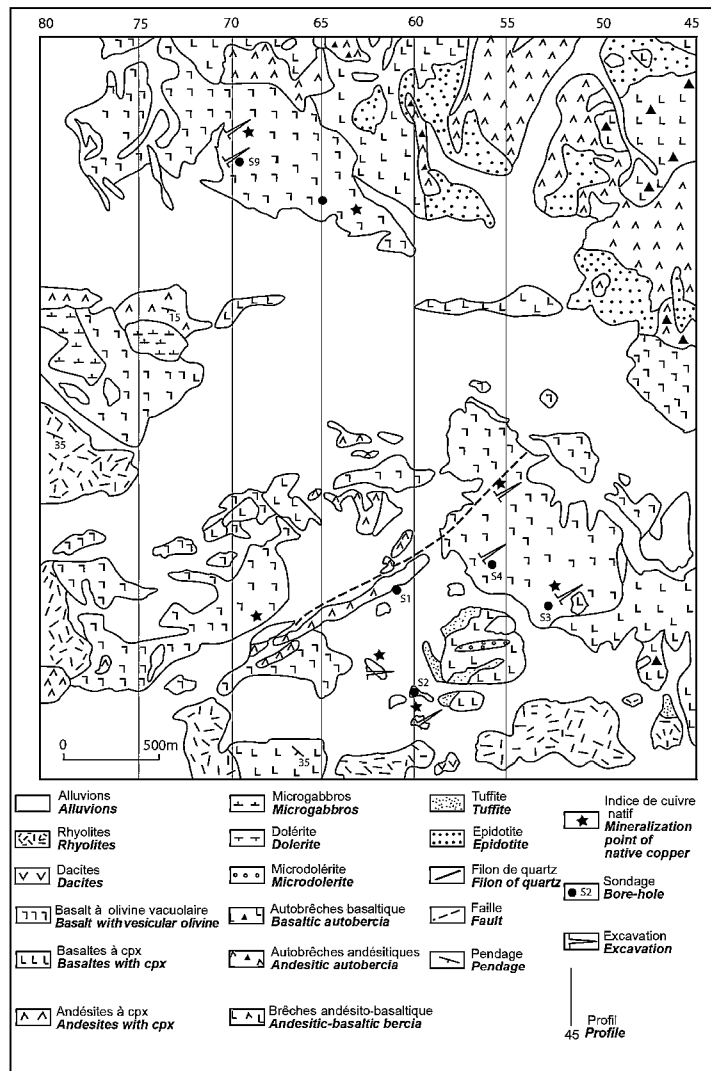 80 75 70 65 60 55 50 45
S9
15
35
S4
S1
S3
S2
0 500m
35
Alluvions
Alluvions
Rhyolites
Rhyolites
Dacites
Dacites
Basalt à olivine vacuolaire
Basalt with vesicular olivine
Basaltes à cpx
Basaltes with cpx
Andésites à cpx
Andesites with cpx
Microgabbros
Microgabbros
Dolérite
Dolerite
Microdolérite
Microdolerite
Autobrêches basaltique
Basaltic autobercia
Autobrêches andésitiques
Andesitic autobercia
Brêches andésito-basaltique
Andesitic-basaltic bercia
Tuffite
Tuffite
Epidotite
Epidotite
Filon de quartz
Filon of quartz
Faille
Fault
Pendage
Pendage
Indice de cuivre
natif
Mineralization
point of
native copper
S2
Sondage
Bore-hole
Excavation
Excavation
45
Profil
Profile